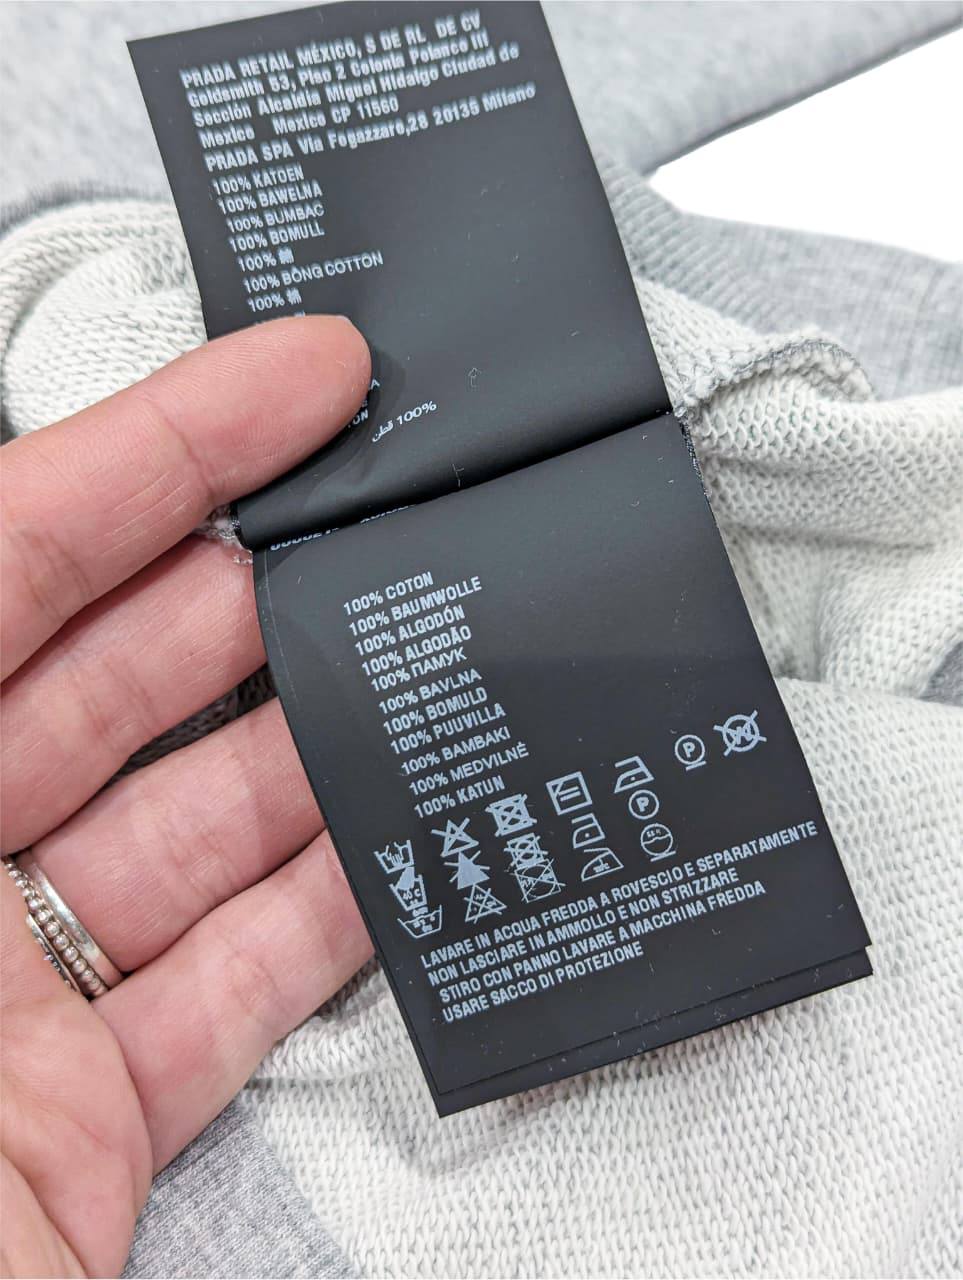 PRADA RETAIL MÉXICO, S DE RL DE CV
Goldsmith 53, Piso 2 Colonia Polanco III
Sección Alcaldia Miguel Hidalgo Ciudad de
Mexico Mexico CP 11560
PRADA SPA Via Fogazzaro,28 20135 Milano
100% KATOEN
100% BAWEŁNA
100% BUMBAC
100% BOMULL
100% 綿
100% BÔNG COTTON
100% 棉
100% قطن
100% COTON
100% BAUMWOLLE
100% ALGODÓN
100% ALGODÃO
100% ПАМУК
100% BAVLNA
100% BOMULD
100% PUUVILLA
100% BAMBAKI
100% MEDVILNĖ
100% KATUN
P
W
P
LAVARE IN ACQUA FREDDA A ROVESCIO E SEPARATAMENTE
NON LASCIARE IN AMMOLLO E NON STRIZZARE
STIRO CON PANNO LAVARE A MACCHINA FREDDA
USARE SACCO DI PROTEZIONE